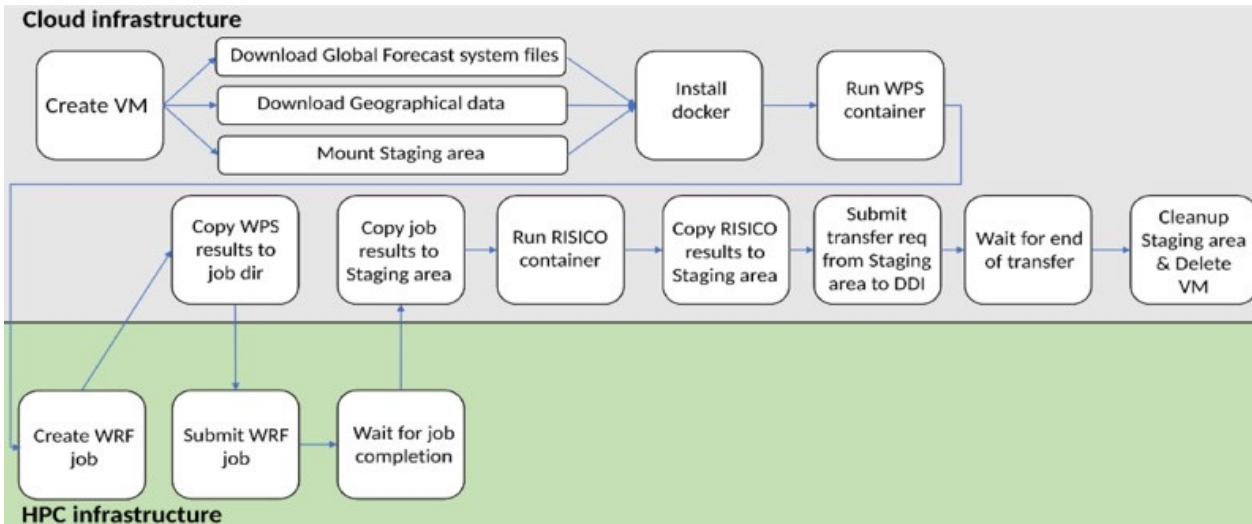 Cloud infrastructure
Download Global Forecast system files
Create VM
Download Geographical data
Mount Staging area
Install
docker
Run WPS
container
Copy WPS
results to
job dir
Copy job
results to
Staging area
Run RISICO
container
Copy RISICO
results to
Staging area
Submit
transfer req
from Staging
area to DDI
Wait for end
of transfer
Cleanup
Staging area
& Delete
VM
Create WRF
job
Submit WRF
job
Wait for job
completion
HPC infrastructure